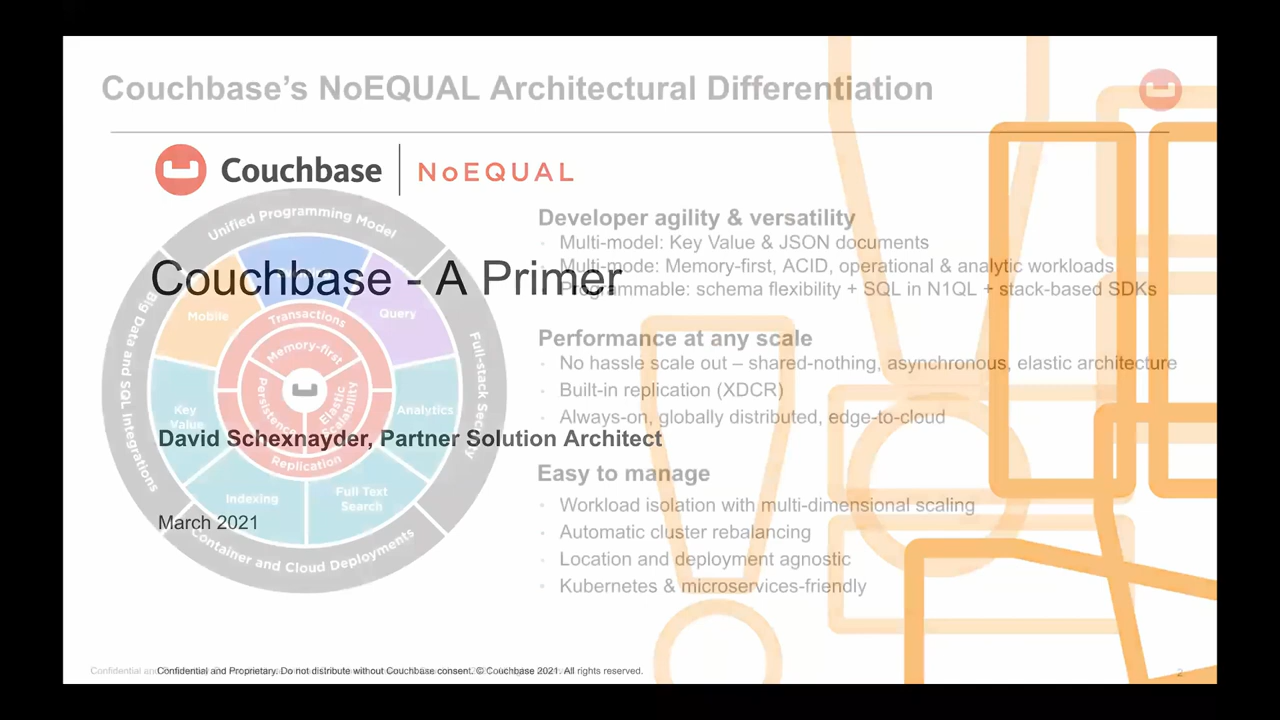 Couchbase's NoEQUAL Architectural Differentiation
Couchbase | NoEQUAL
Couchbase - A Primer
David Schexnayder, Partner Solution Architect
March 2021
Unified Programming Model
Big Data and SQL Integrations
Full-stack Security
Container and Cloud Deployments
Mobile
Query
Key
Value
Analytics
Indexing
Full Text
Search
Transactions
Replication
Memory-first
Persistence
Elastic
Scalability
Developer agility & versatility
Multi-model: Key Value & JSON documents
Multi-mode: Memory-first, ACID, operational & analytic workloads
Programmable: schema flexibility + SQL in N1QL + stack-based SDKs
Performance at any scale
No hassle scale out – shared-nothing, asynchronous, elastic architecture
Built-in replication (XDCR)
Always-on, globally distributed, edge-to-cloud
Easy to manage
Workload isolation with multi-dimensional scaling
Automatic cluster rebalancing
Location and deployment agnostic
Kubernetes & microservices-friendly
Confidential and Proprietary. Do not distribute without Couchbase consent. © Couchbase 2021. All rights reserved.
2